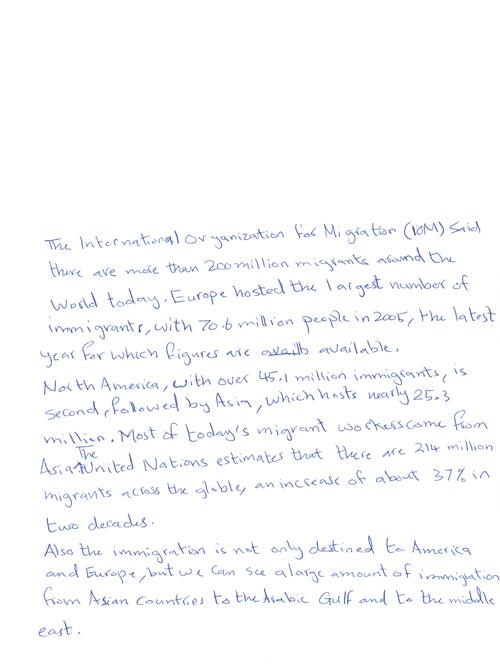 The International Organization for Migration (IOM) said
there are more than 200 million migrants around the
world today. Europe hosted the largest number of
immigrants, with 70.6 million people in 2005, the latest
year for which figures are available.
North America, with over 45.1 million immigrants, is
second, followed by Asia, which hosts nearly 25.3
million. Most of today's migrant workers come from
Asia. The United Nations estimates that there are 214 million
migrants across the globle, an increase of about 37% in
two decades.
Also the immigration is not only destined to America
and Europe, but we can see a large amount of immigration
from Asian countries to the Arabic Gulf and to the middle
east.